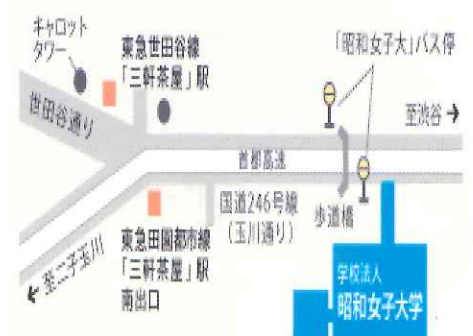 キャロット
タワー
東急世田谷線
「三軒茶屋」駅
「昭和女子大」バス停
世田谷通り
至渋谷→
首都高速
国道246号線
（玉川通り）
歩道橋
東急田園都市線
「三軒茶屋」駅
南出口
←至二子玉川
学校法人
昭和女子大学